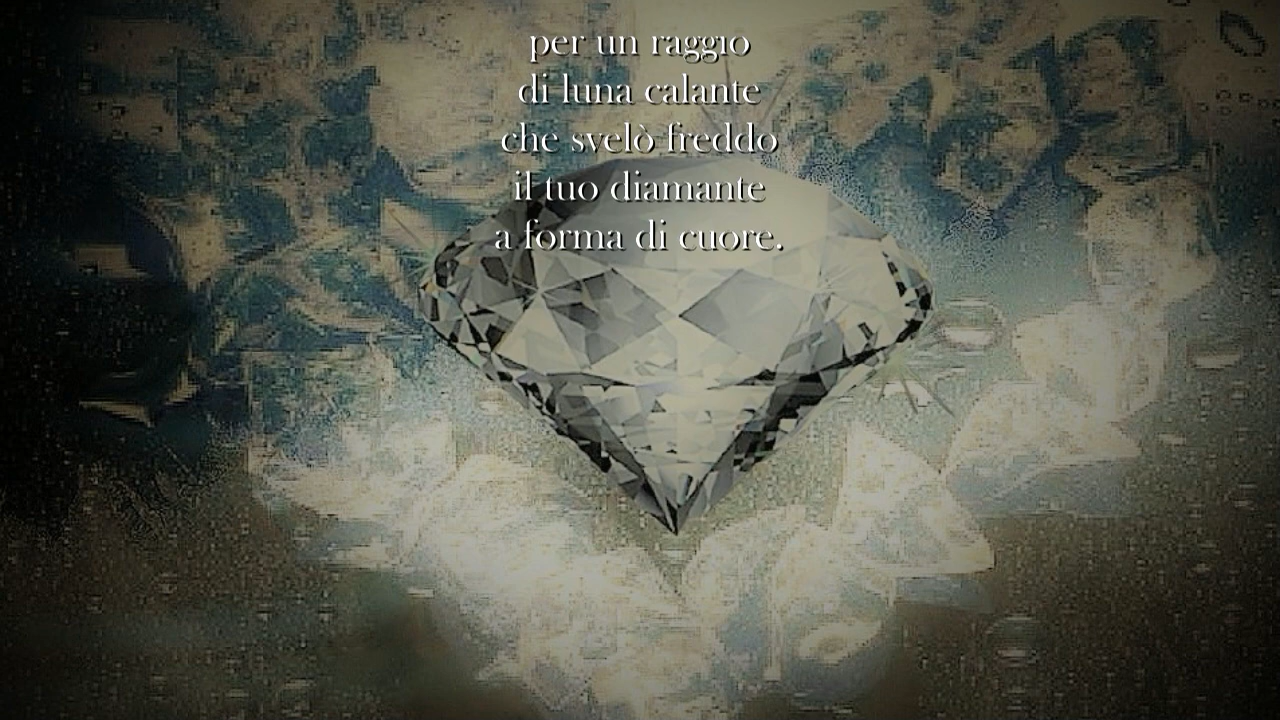 per un raggio
di luna calante
che svelò freddo
il tuo diamante
a forma di cuore.